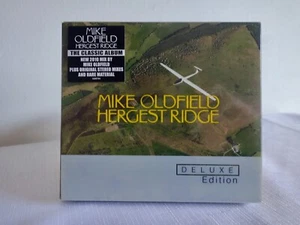 MIKE
OLDFIELD
HERGEST RIDGE
THE CLASSIC ALBUM
NEW 2010 MIX BY
MIKE OLDFIELD
PLUS ORIGINAL STEREO MIXES
AND RARE MATERIAL
MIKE OLDFIELD
HERGEST RIDGE
DELUXE
Edition